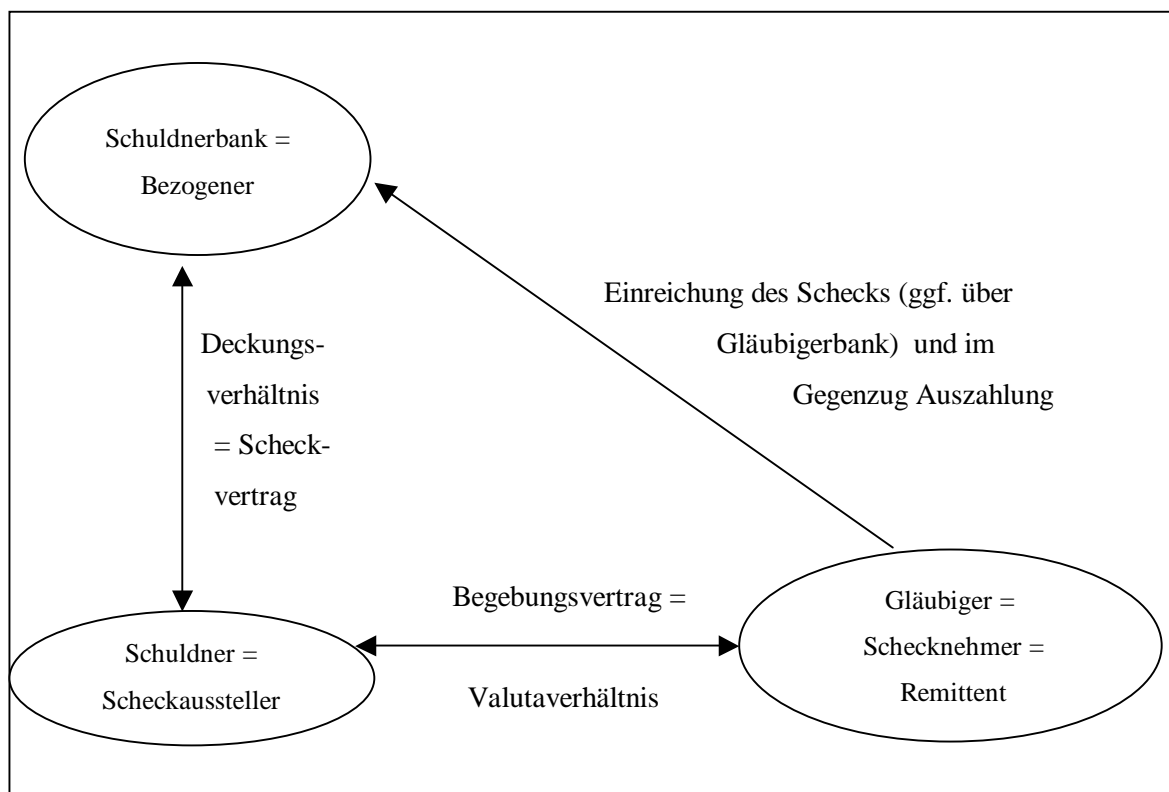 Schuldnerbank =
Bezogener
Einreichung des Schecks (ggf. über
Gläubigerbank) und im
Gegenzug Auszahlung
Deckungs-
verhältnis
= Scheck-
vertrag
Begebungsvertrag =
Valutaverhältnis
Schuldner =
Scheckaussteller
Gläubiger =
Schecknehmer =
Remittent